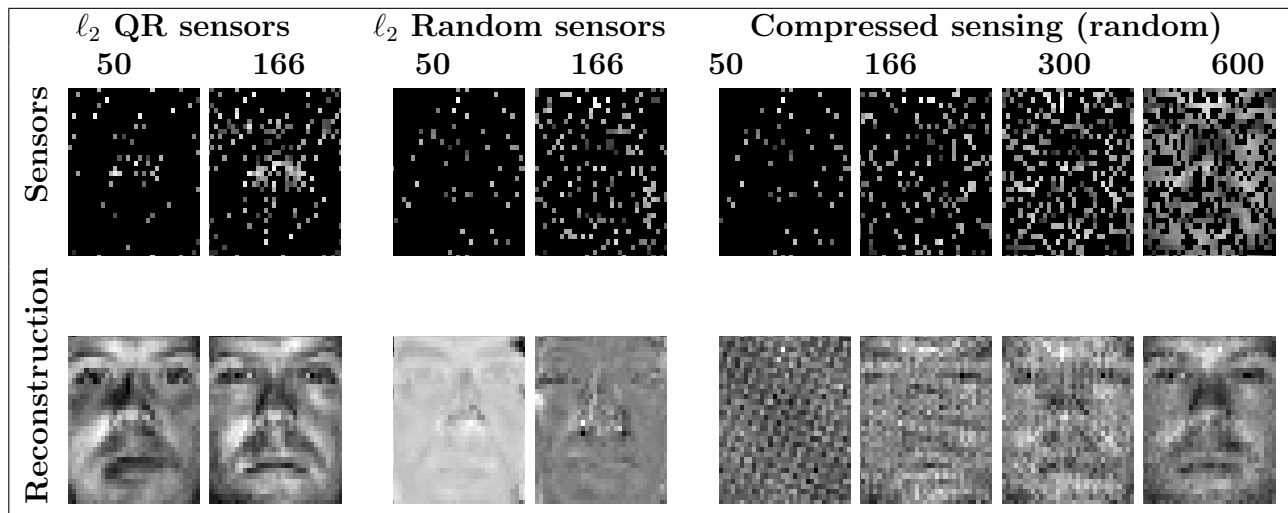 ℓ₂ QR sensors ℓ₂ Random sensors Compressed sensing (random)
50 166 50 166 50 166 300 600
Sensors
Reconstruction